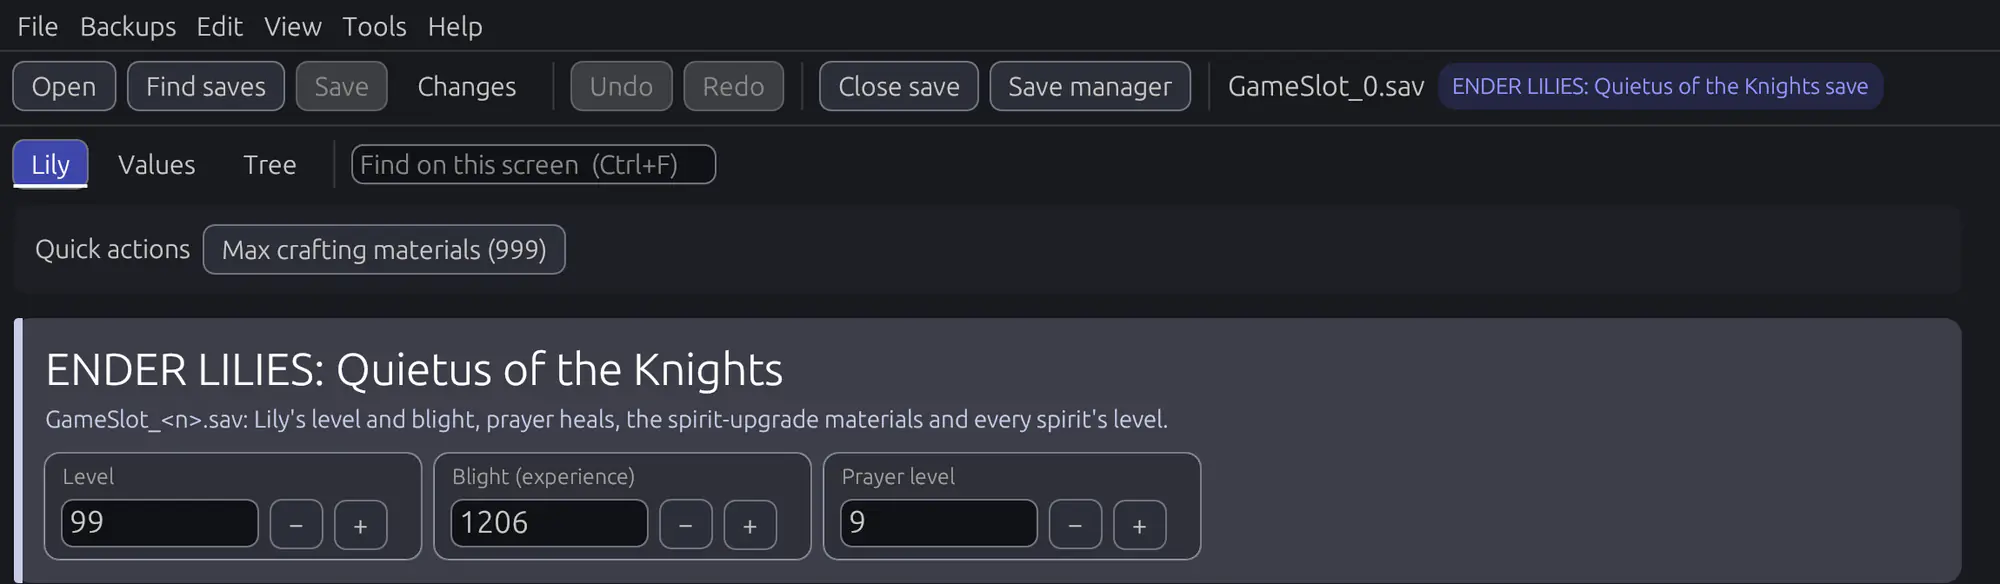 File Backups Edit View Tools Help
Open Find saves Save Changes Undo Redo Close save Save manager GameSlot_0.sav ENDER LILIES: Quietus of the Knights save
Lily Values Tree Find on this screen (Ctrl+F)
Quick actions Max crafting materials (999)
ENDER LILIES: Quietus of the Knights
GameSlot_<n>.sav: Lily's level and blight, prayer heals, the spirit-upgrade materials and every spirit's level.
Level Blight (experience) Prayer level
99 − + 1206 − + 9 − +